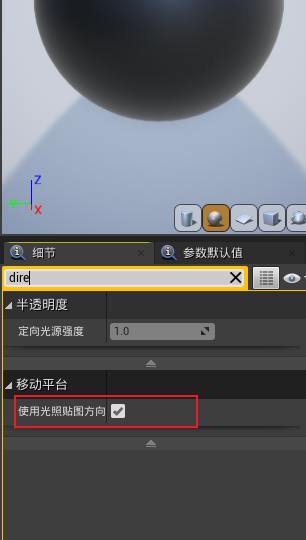 Z
Y
X
细节
参数默认值
dire
半透明度
定向光源强度 1.0
移动平台
使用光照贴图方向